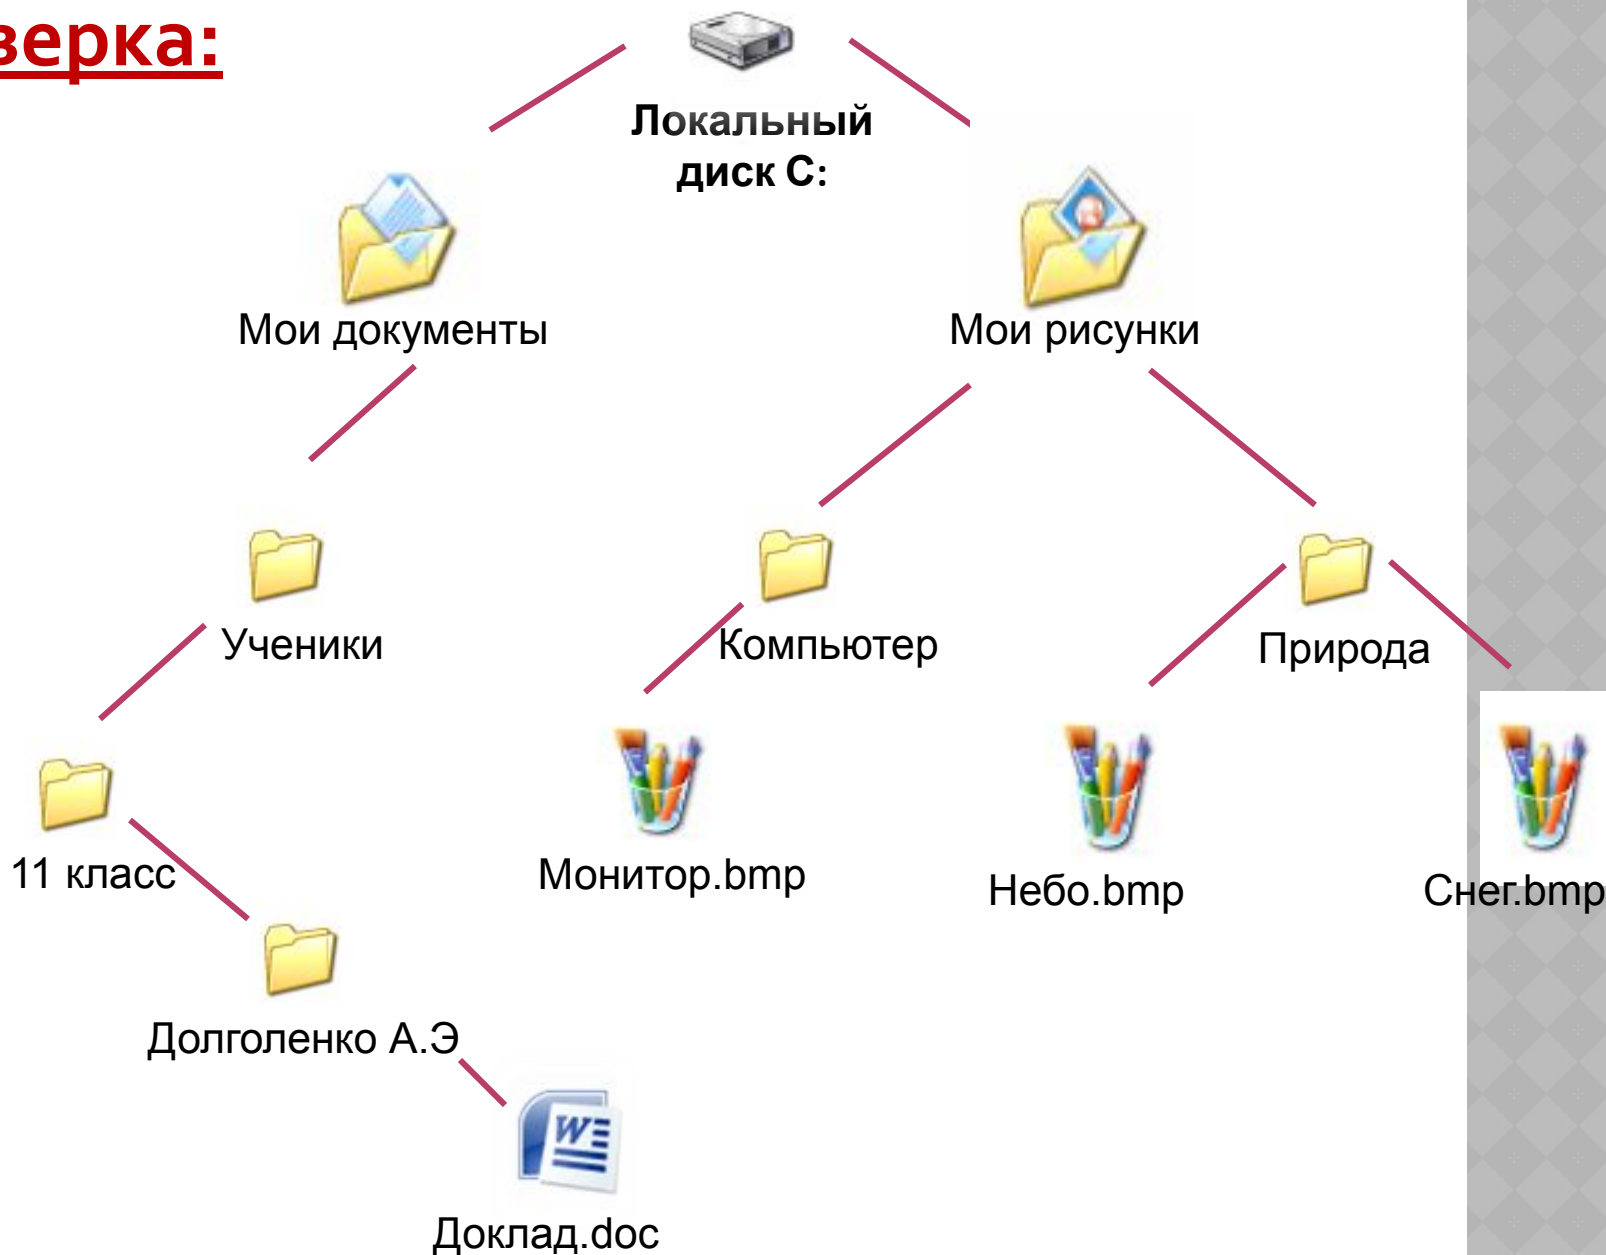 верка:
Локальный
диск С:
Мои документы
Мои рисунки
Ученики
Компьютер
Природа
11 класс
Монитор.bmp
Небо.bmp
Снег.bmp
Долголенко А.Э
Доклад.doc